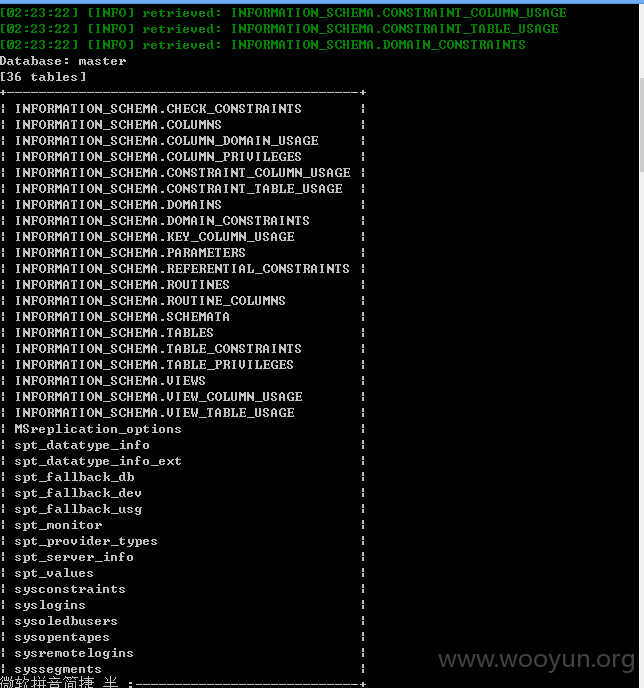 [02:23:22] [INFO] retrieved: INFORMATION_SCHEMA.CONSTRAINT_COLUMN_USAGE
[02:23:22] [INFO] retrieved: INFORMATION_SCHEMA.CONSTRAINT_TABLE_USAGE
[02:23:22] [INFO] retrieved: INFORMATION_SCHEMA.DOMAIN_CONSTRAINTS
Database: master
[36 tables]
+--------------------------------------------+
¦ INFORMATION_SCHEMA.CHECK_CONSTRAINTS ¦
¦ INFORMATION_SCHEMA.COLUMNS ¦
¦ INFORMATION_SCHEMA.COLUMN_DOMAIN_USAGE ¦
¦ INFORMATION_SCHEMA.COLUMN_PRIVILEGES ¦
¦ INFORMATION_SCHEMA.CONSTRAINT_COLUMN_USAGE ¦
¦ INFORMATION_SCHEMA.CONSTRAINT_TABLE_USAGE ¦
¦ INFORMATION_SCHEMA.DOMAINS ¦
¦ INFORMATION_SCHEMA.DOMAIN_CONSTRAINTS ¦
¦ INFORMATION_SCHEMA.KEY_COLUMN_USAGE ¦
¦ INFORMATION_SCHEMA.PARAMETERS ¦
¦ INFORMATION_SCHEMA.REFERENTIAL_CONSTRAINTS ¦
¦ INFORMATION_SCHEMA.ROUTINES ¦
¦ INFORMATION_SCHEMA.ROUTINE_COLUMNS ¦
¦ INFORMATION_SCHEMA.SCHEMATA ¦
¦ INFORMATION_SCHEMA.TABLES ¦
¦ INFORMATION_SCHEMA.TABLE_CONSTRAINTS ¦
¦ INFORMATION_SCHEMA.TABLE_PRIVILEGES ¦
¦ INFORMATION_SCHEMA.VIEWS ¦
¦ INFORMATION_SCHEMA.VIEW_COLUMN_USAGE ¦
¦ INFORMATION_SCHEMA.VIEW_TABLE_USAGE ¦
¦ MSreplication_options ¦
¦ spt_datatype_info ¦
¦ spt_datatype_info_ext ¦
¦ spt_fallback_db ¦
¦ spt_fallback_dev ¦
¦ spt_fallback_usg ¦
¦ spt_monitor ¦
¦ spt_provider_types ¦
¦ spt_server_info ¦
¦ spt_values ¦
¦ sysconstraints ¦
¦ syslogins ¦
¦ sysoledbusers ¦
¦ sysopentapes ¦
¦ sysremotelogins ¦
¦ syssegments ¦
微软拼音简捷 半 :----------------------------+
www.wooyun.org